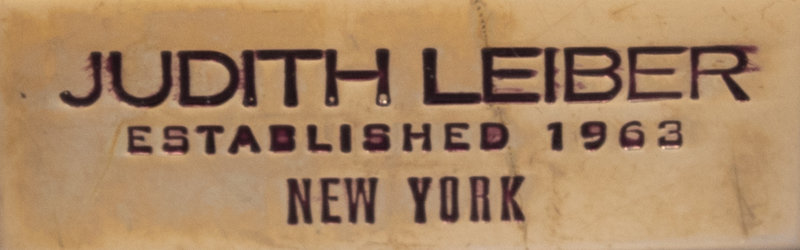 JUDITH LEIBER
ESTABLISHED 1963
NEW YORK